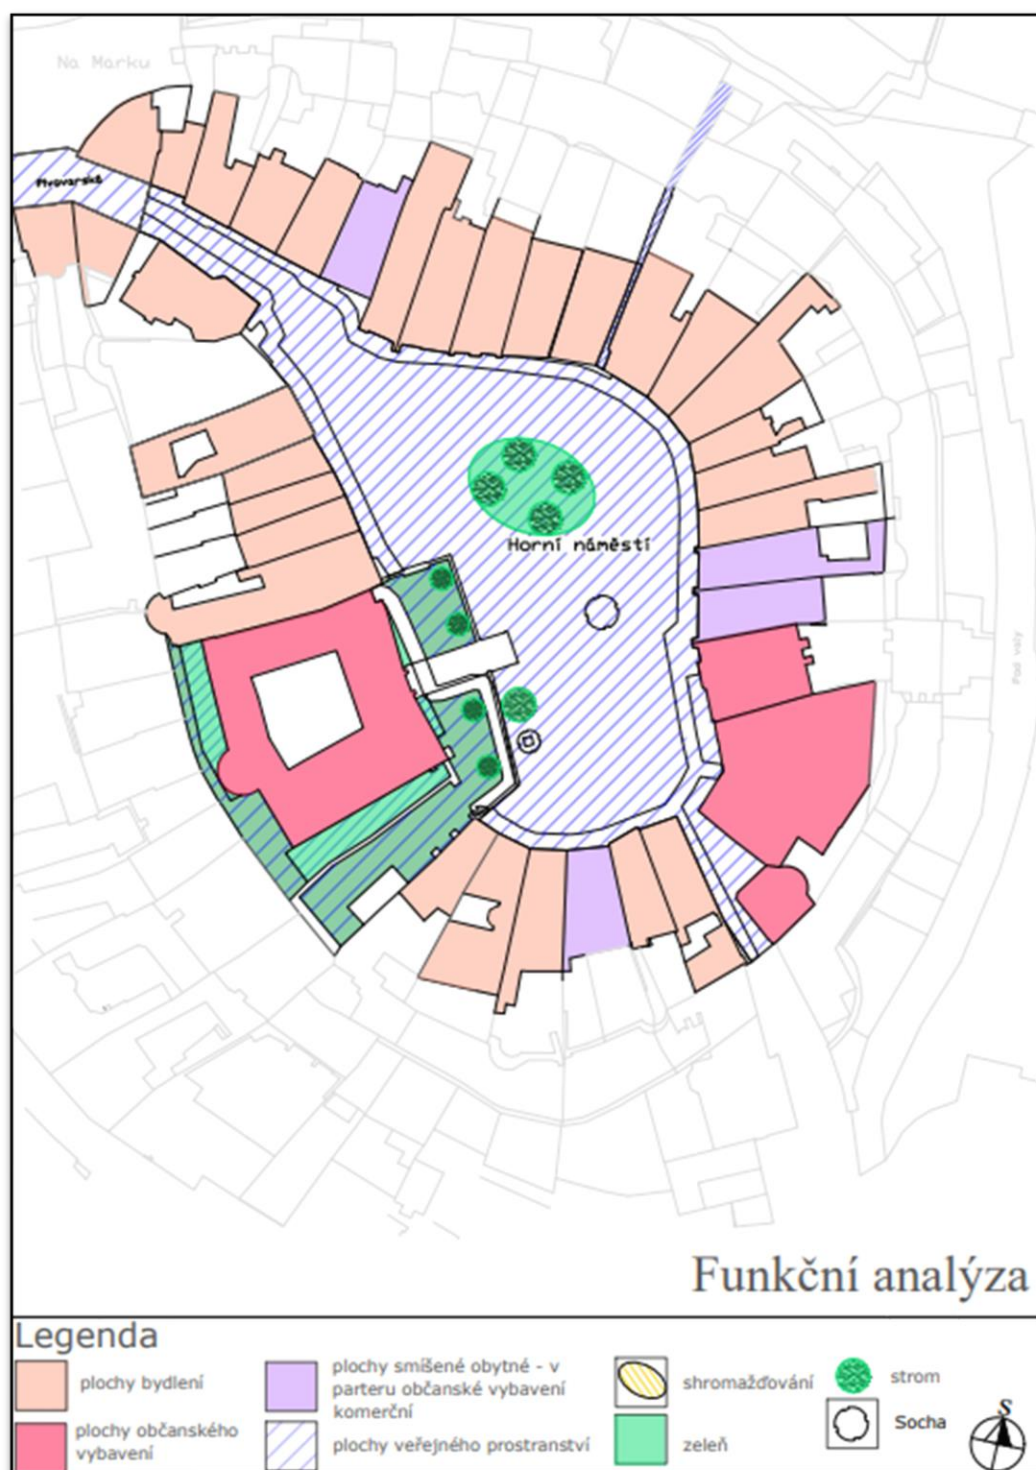 Na Marku
Horní náměstí
Pod valy
Funkční analýza
Legenda
plochy bydlení
plochy občanského
vybavení
plochy smíšené obytné - v
parteru občanské vybavení
komerční
plochy veřejného prostranství
shromažďování
zeleň
strom
Socha
S